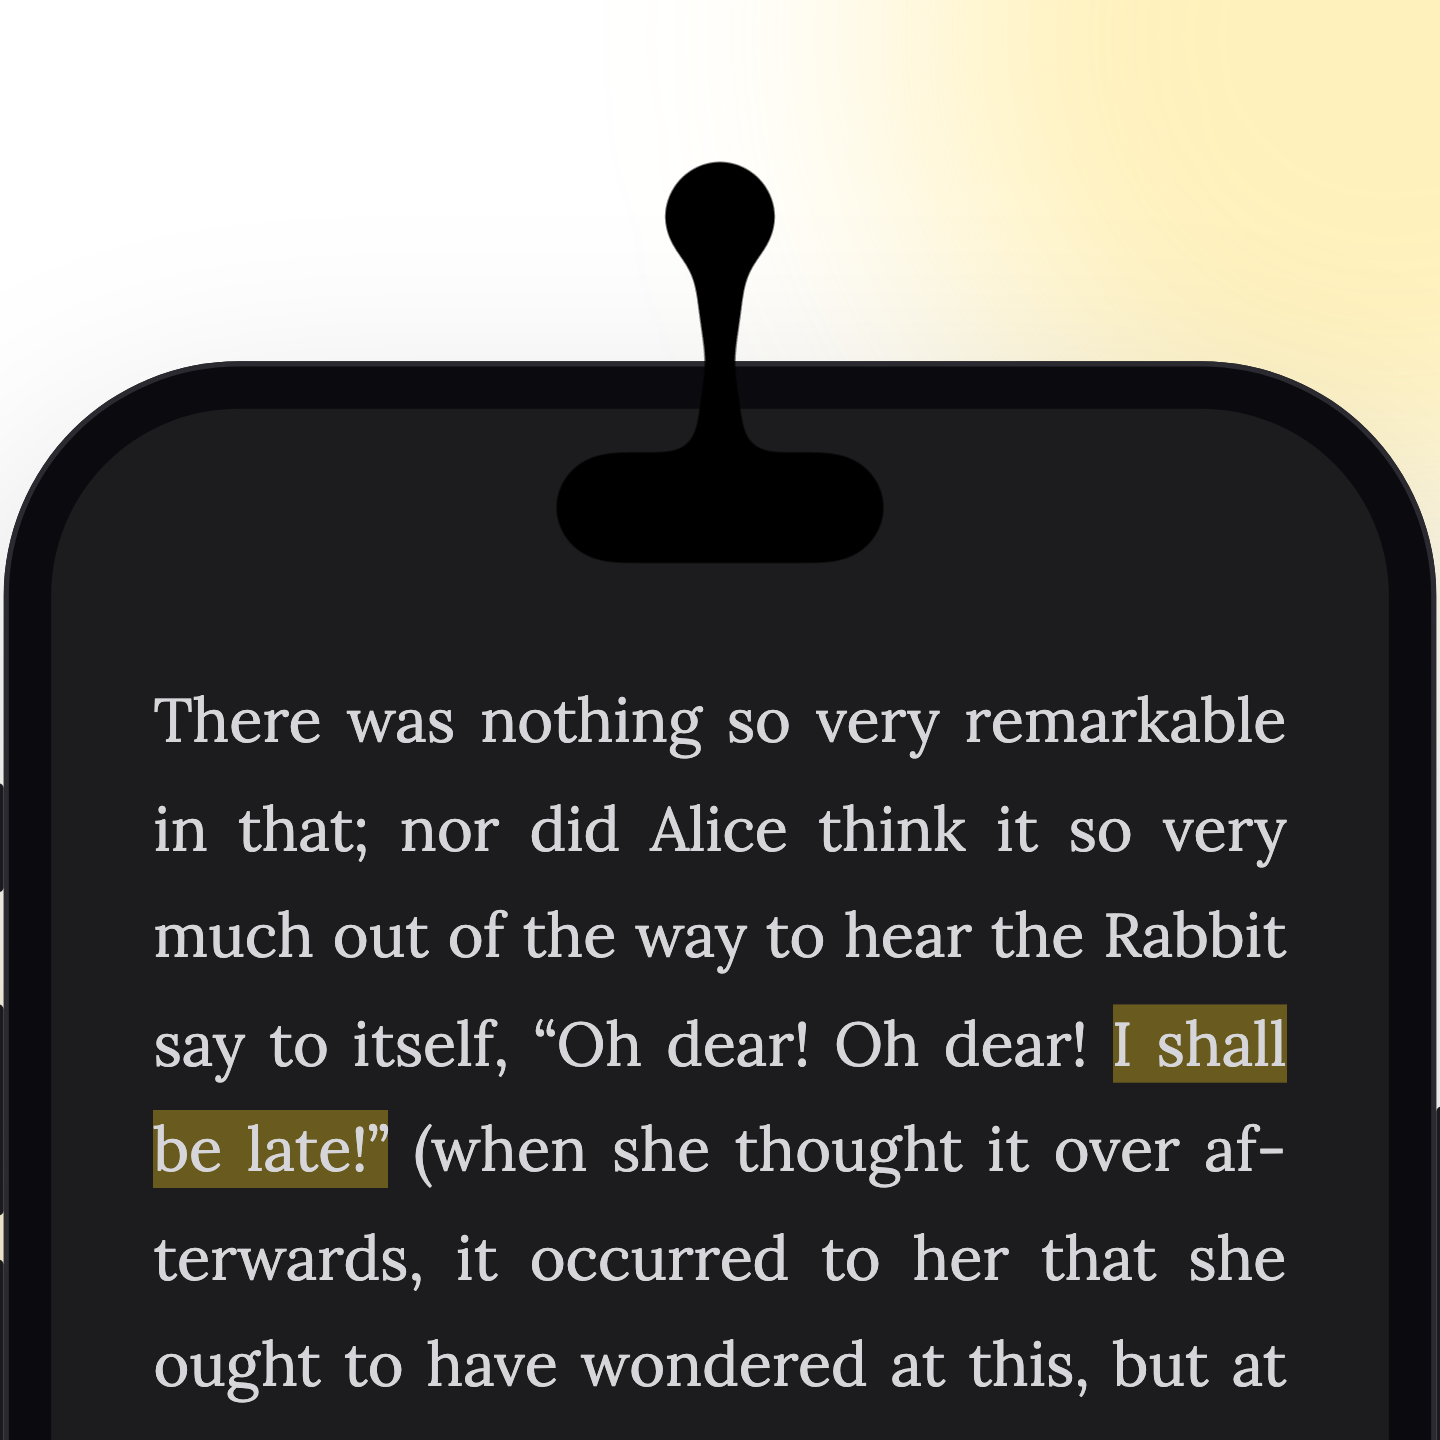 There was nothing so very remarkable
in that; nor did Alice think it so very
much out of the way to hear the Rabbit
say to itself, “Oh dear! Oh dear! I shall
be late!” (when she thought it over af-
terwards, it occurred to her that she
ought to have wondered at this, but at